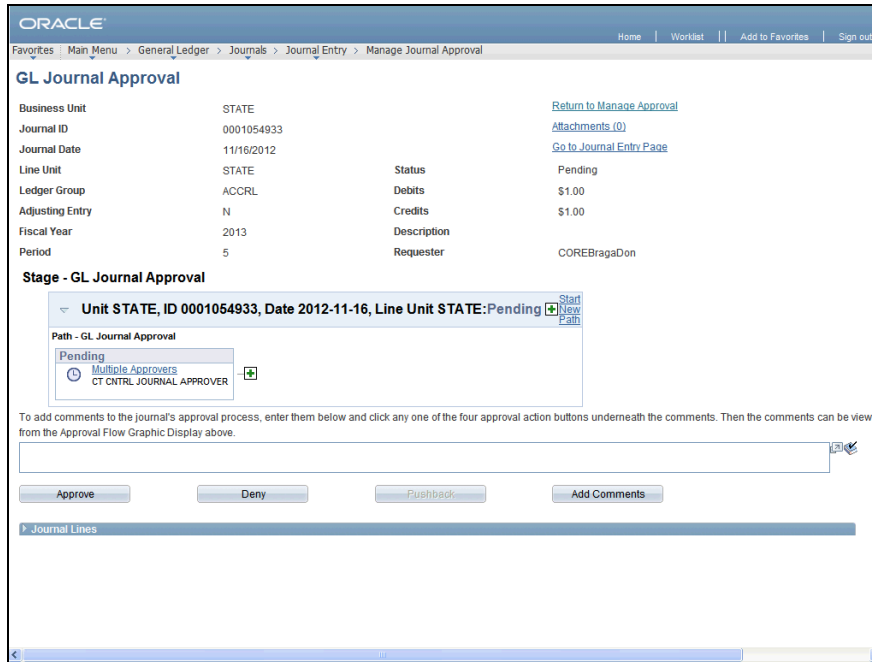 ORACLE
Home | Worklist || Add to Favorites | Sign out
Favorites | Main Menu > General Ledger > Journals > Journal Entry > Manage Journal Approval
GL Journal Approval
Business Unit STATE Return to Manage Approval
Journal ID 0001054933 Attachments (0)
Journal Date 11/16/2012 Go to Journal Entry Page
Line Unit STATE Status Pending
Ledger Group ACCRL Debits $1.00
Adjusting Entry N Credits $1.00
Fiscal Year 2013 Description
Period 5 Requester COREBragaDon
Stage - GL Journal Approval
Unit STATE, ID 0001054933, Date 2012-11-16, Line Unit STATE:Pending Start New Path
Path - GL Journal Approval
Pending
Multiple Approvers
CT CNTRL JOURNAL APPROVER
To add comments to the journal's approval process, enter them below and click any one of the four approval action buttons underneath the comments. Then the comments can be view
from the Approval Flow Graphic Display above.
Approve Deny Pushback Add Comments
Journal Lines